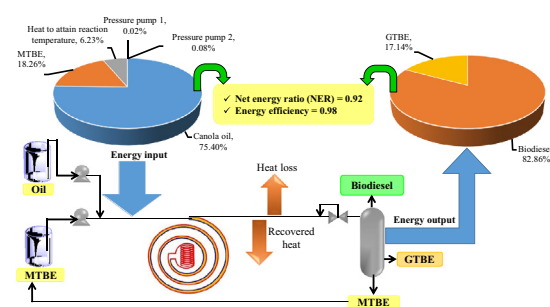 Pressure pump 1,
0.02%
Heat to attain reaction
temperature, 6.23%
Pressure pump 2,
0.08%
MTBE,
18.26%
GTBE,
17.14%
✓ Net energy ratio (NER) = 0.92
✓ Energy efficiency = 0.98
Canola oil,
75.40%
Biodiese
82.86%
Energy input
Oil
Heat loss
Biodiesel
Energy output
Recovered
heat
GTBE
MTBE
MTBE